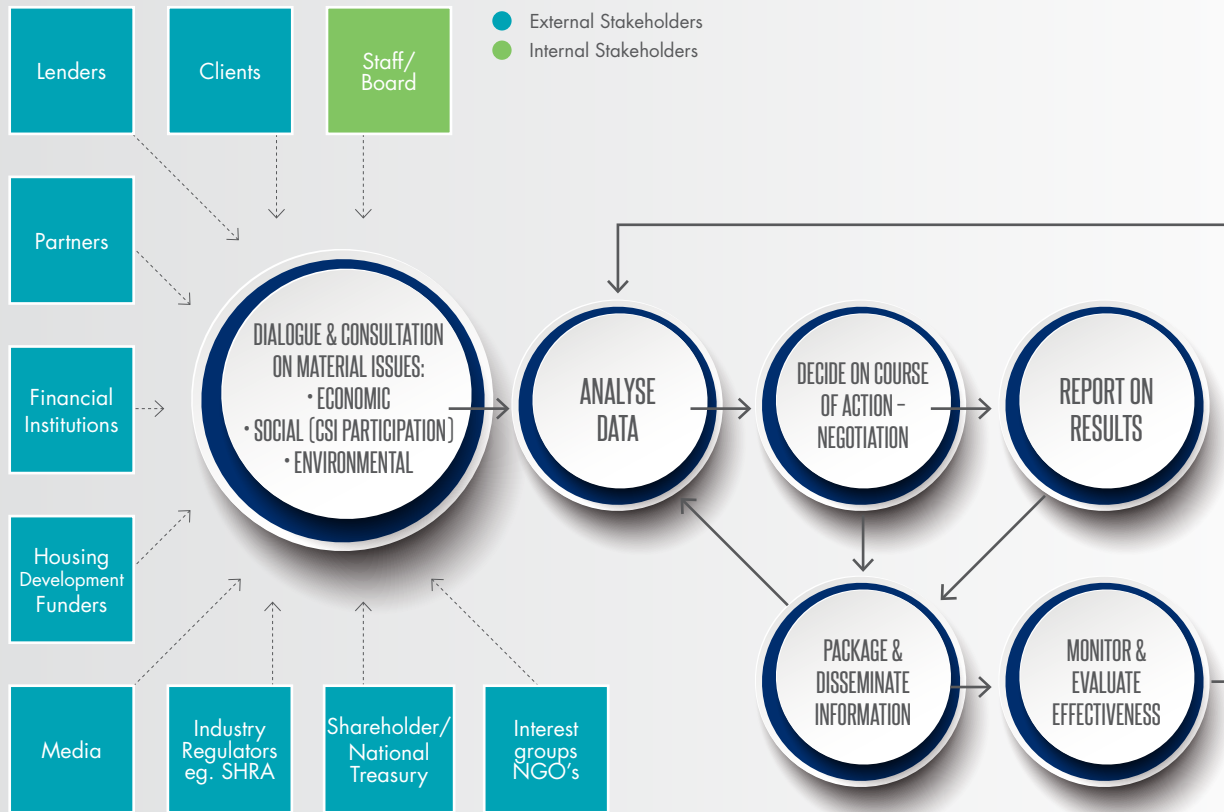 External Stakeholders
Internal Stakeholders
Lenders
Clients
Staff/
Board
Partners
Financial
Institutions
Housing
Development
Funders
Media
Industry
Regulators
eg. SHRA
Shareholder/
National
Treasury
Interest
groups
NGO's
DIALOGUE & CONSULTATION
ON MATERIAL ISSUES:
• ECONOMIC
• SOCIAL (CSI PARTICIPATION)
• ENVIRONMENTAL
ANALYSE
DATA
DECIDE ON COURSE
OF ACTION –
NEGOTIATION
REPORT ON
RESULTS
PACKAGE &
DISSEMINATE
INFORMATION
MONITOR &
EVALUATE
EFFECTIVENESS